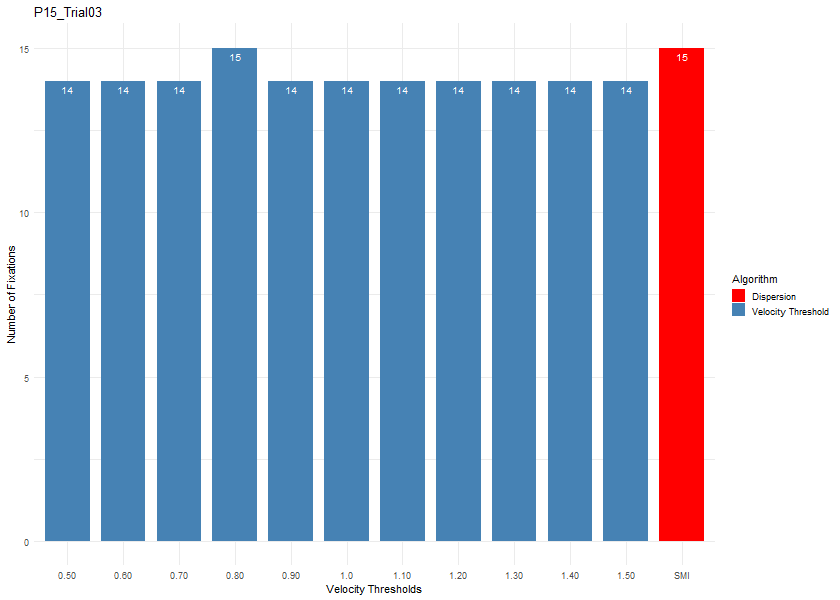 P15_Trial03
15
10
5
0
Number of Fixations
14
14
14
15
14
14
14
14
14
14
14
15
0.50 0.60 0.70 0.80 0.90 1.0 1.10 1.20 1.30 1.40 1.50 SMI
Velocity Thresholds
Algorithm
Dispersion
Velocity Threshold